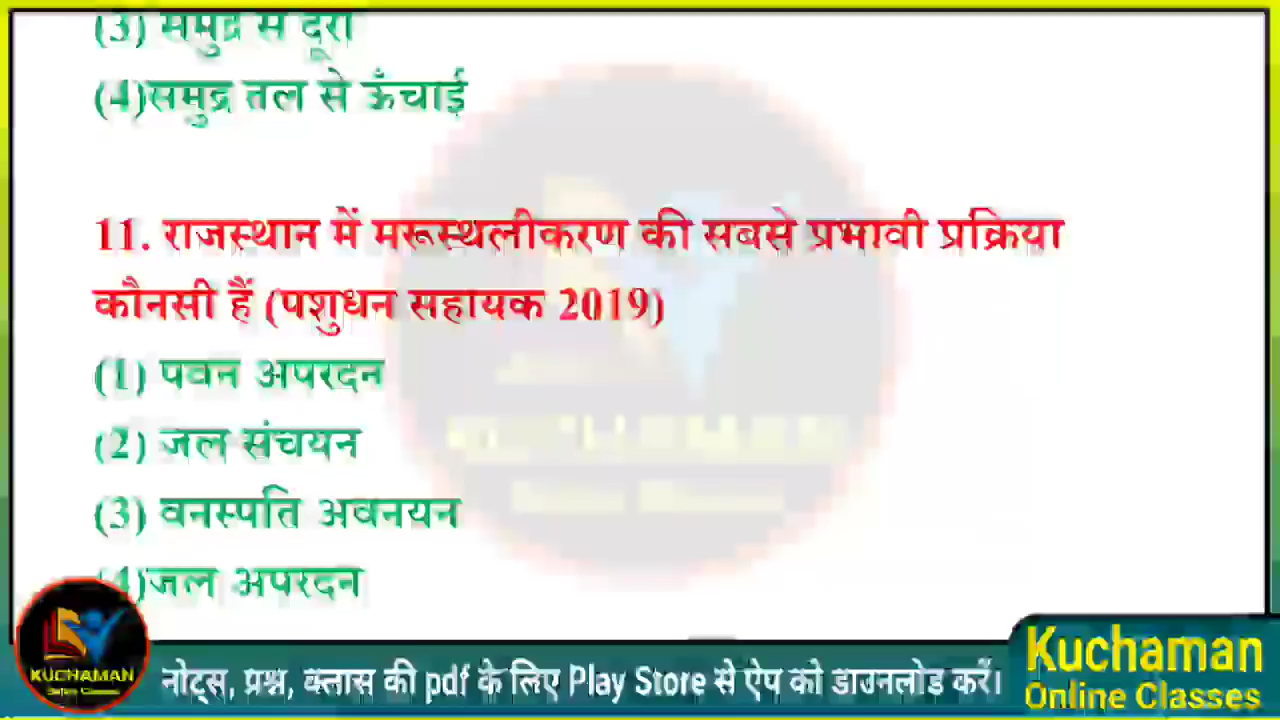 (3) समुद्र से दूरी
(4)समुद्र तल से ऊँचाई
11. राजस्थान में मरूस्थलीकरण की सबसे प्रभावी प्रक्रिया
कौनसी हैं (पशुधन सहायक 2019)
(1) पवन अपरदन
(2) जल संचयन
(3) वनस्पति अवनयन
(4)जल अपरदन
KUCHAMAN
Online Classes
नोट्स, प्रश्न, क्लास की pdf के लिए Play Store से ऐप को डाउनलोड करें।
Kuchaman
Online Classes